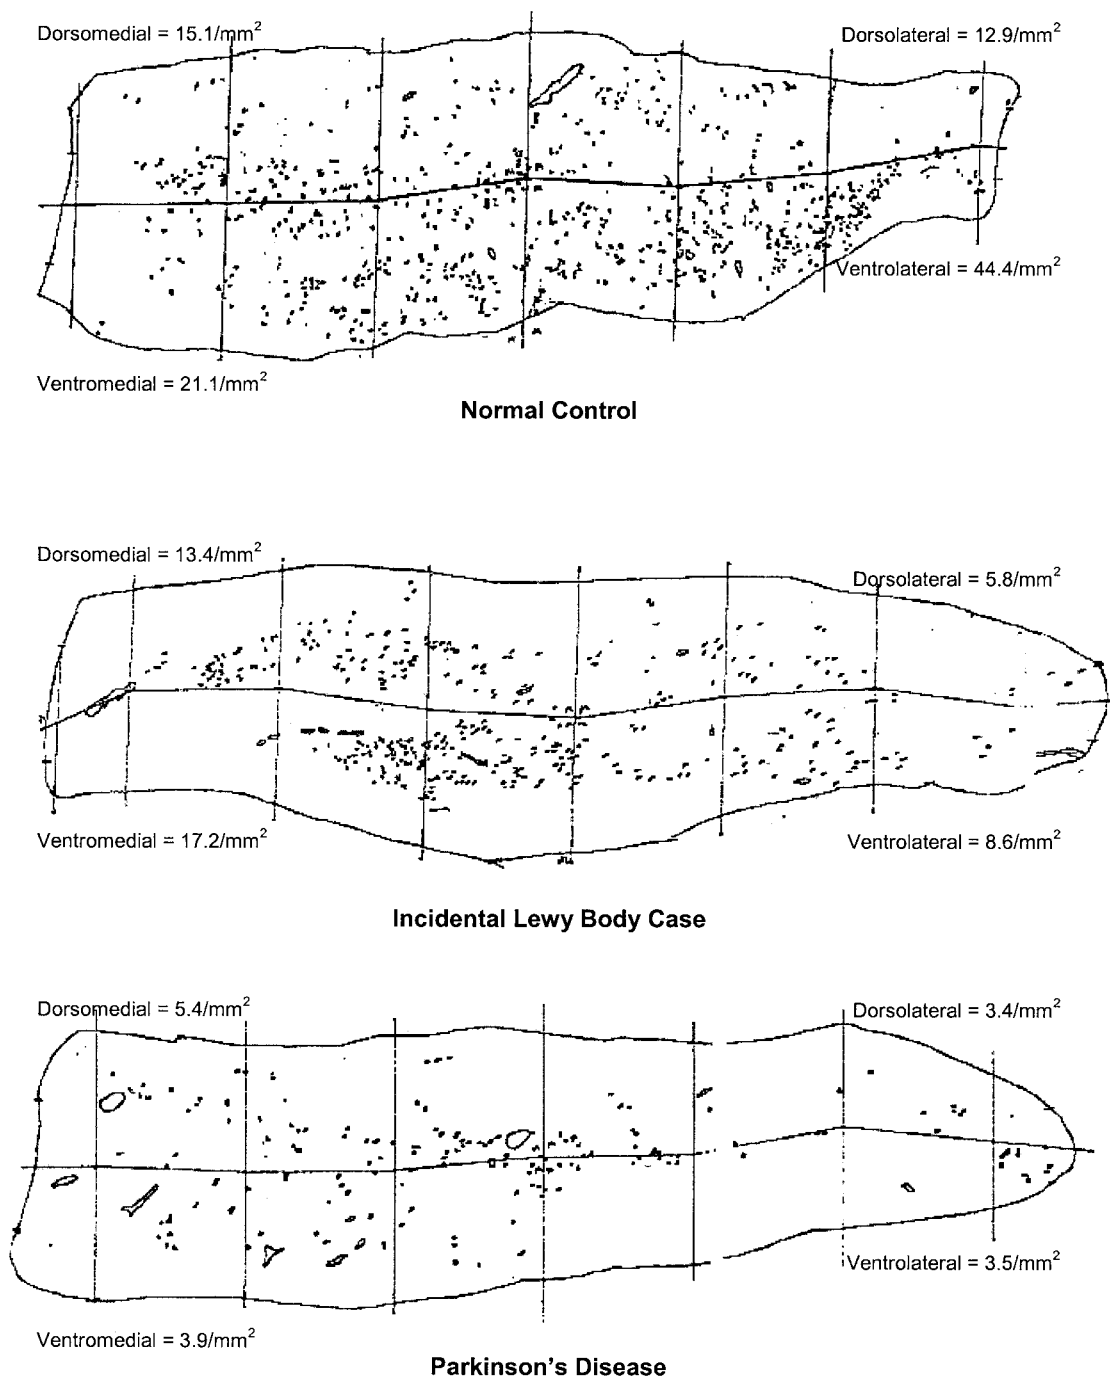 Dorsomedial = 15.1/mm²
Dorsolateral = 12.9/mm²
Ventrolateral = 44.4/mm²
Ventromedial = 21.1/mm²
Normal Control
Dorsomedial = 13.4/mm²
Dorsolateral = 5.8/mm²
Ventromedial = 17.2/mm²
Ventrolateral = 8.6/mm²
Incidental Lewy Body Case
Dorsomedial = 5.4/mm²
Dorsolateral = 3.4/mm²
Ventrolateral = 3.5/mm²
Ventromedial = 3.9/mm²
Parkinson's Disease